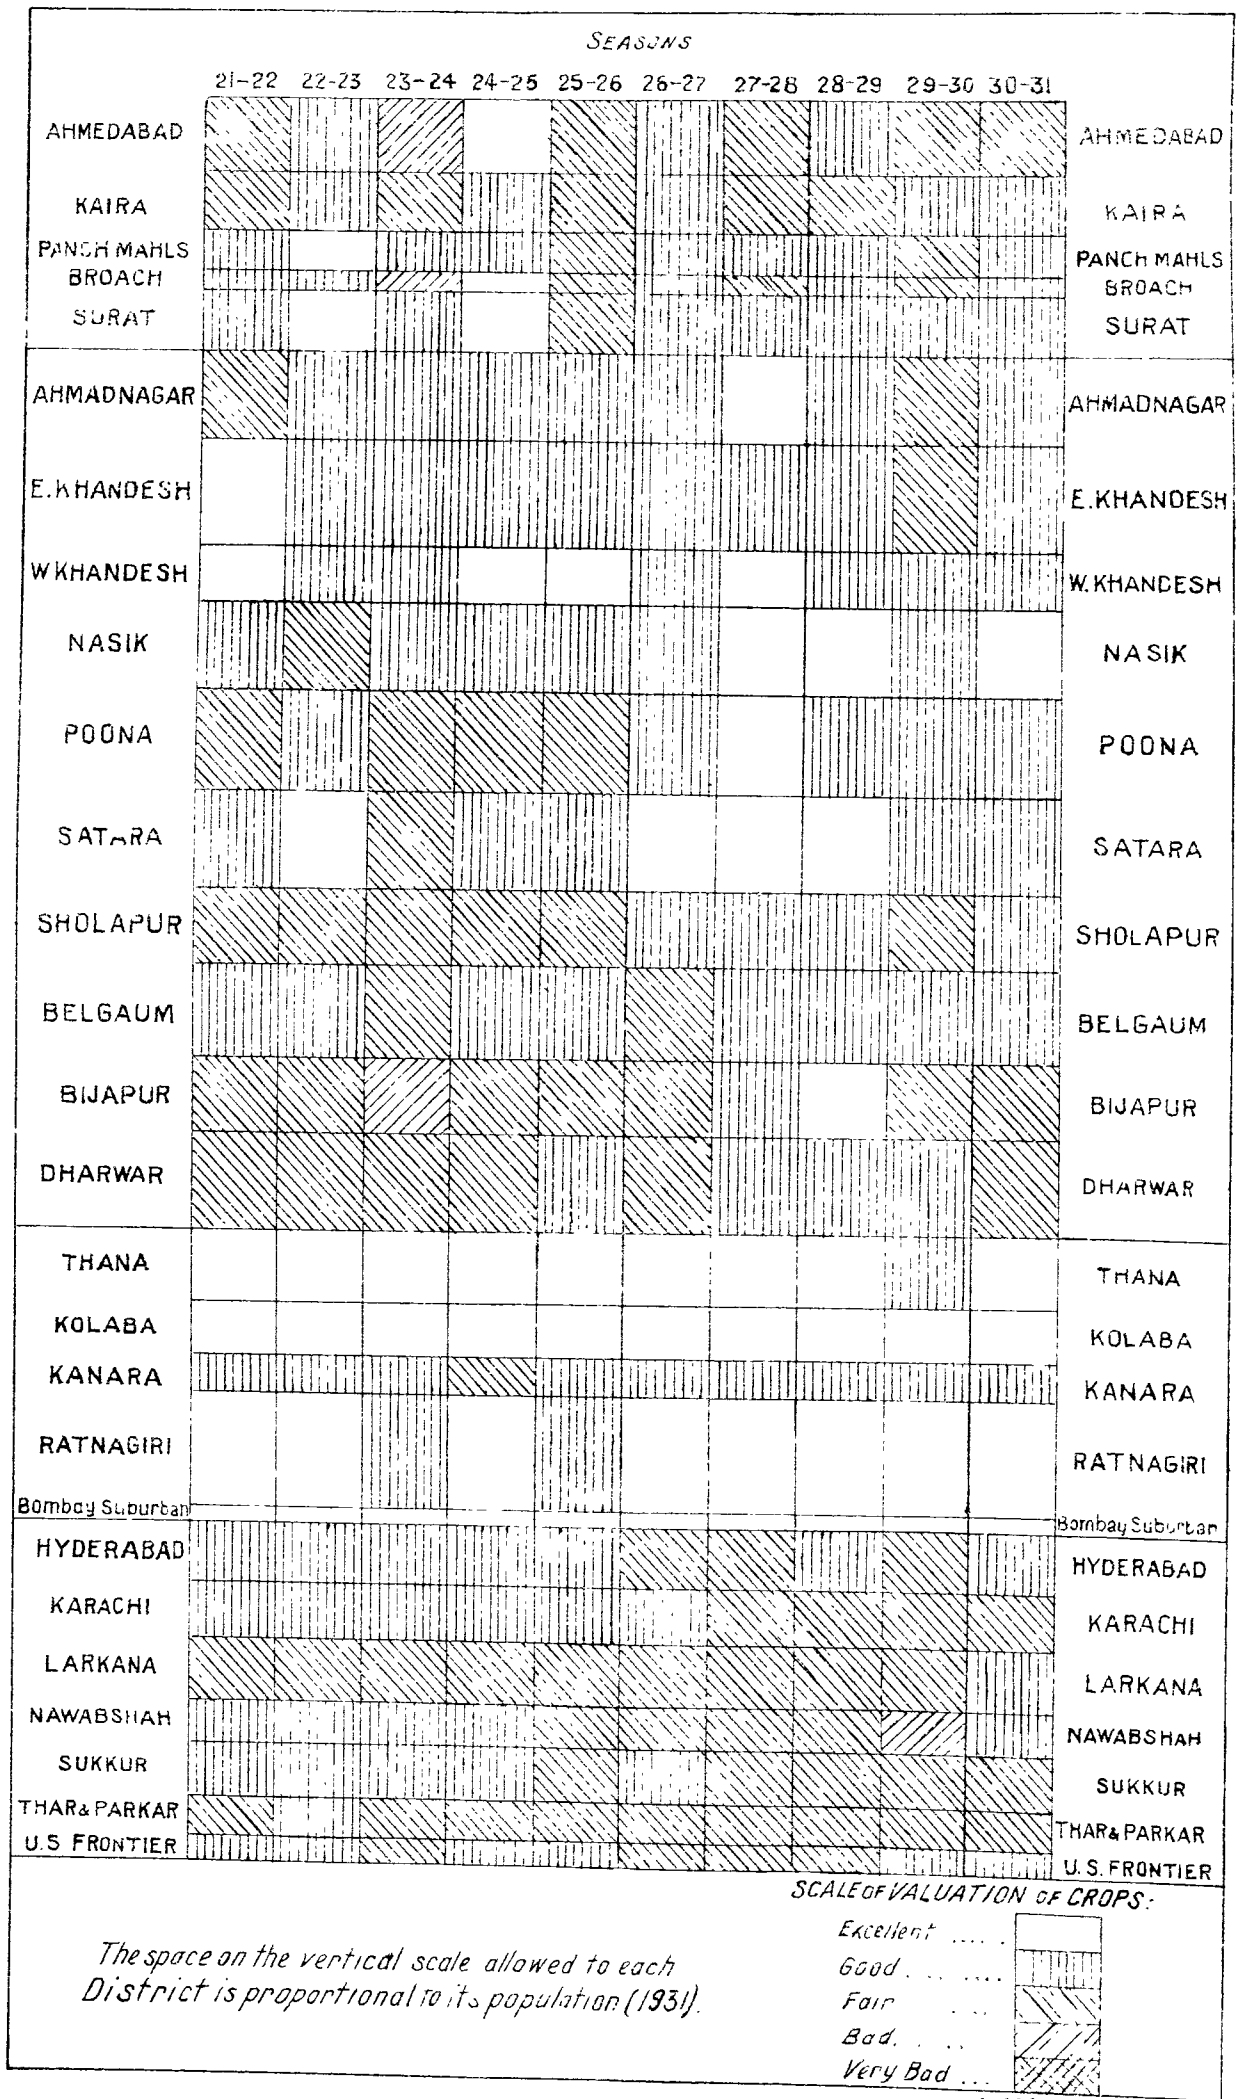 SEASONS
21-22 22-23 23-24 24-25 25-26 26-27 27-28 28-29 29-30 30-31
AHMEDABAD AHMEDABAD
KAIRA KAIRA
PANCH MAHLS PANCH MAHLS
BROACH BROACH
SURAT SURAT
AHMADNAGAR AHMADNAGAR
E.KHANDESH E.KHANDESH
W.KHANDESH W.KHANDESH
NASIK NASIK
POONA POONA
SATARA SATARA
SHOLAPUR SHOLAPUR
BELGAUM BELGAUM
BIJAPUR BIJAPUR
DHARWAR DHARWAR
THANA THANA
KOLABA KOLABA
KANARA KANARA
RATNAGIRI RATNAGIRI
Bombay Suburban Bombay Suburban
HYDERABAD HYDERABAD
KARACHI KARACHI
LARKANA LARKANA
NAWABSHAH NAWABSHAH
SUKKUR SUKKUR
THAR & PARKAR THAR & PARKAR
U.S FRONTIER U.S. FRONTIER
SCALE OF VALUATION OF CROPS:
Excellent .....
Good ........
Fair ....
Bad. ....
Very Bad ...
The space on the vertical scale allowed to each
District is proportional to its population (1931).